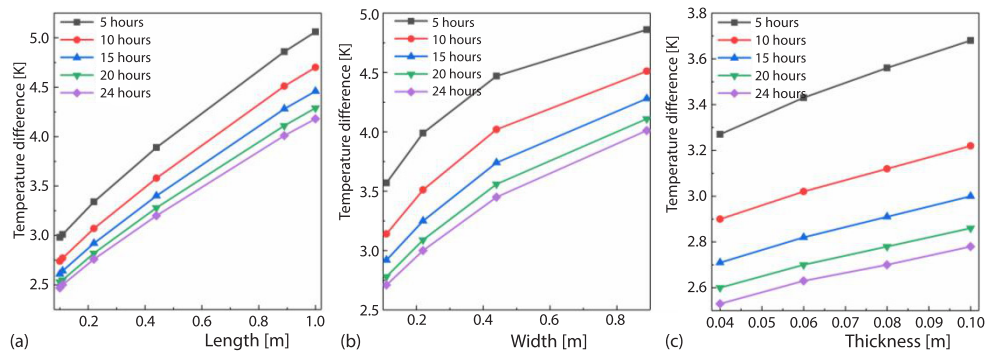 Temperature difference [K]
5 hours
10 hours
15 hours
20 hours
24 hours
5.0
4.5
4.0
3.5
3.0
2.5
0.2 0.4 0.6 0.8 1.0
(a) Length [m]
Temperature difference [K]
5 hours
10 hours
15 hours
20 hours
24 hours
5.0
4.5
4.0
3.5
3.0
2.5
0.2 0.4 0.6 0.8
(b) Width [m]
Temperature difference [K]
5 hours
10 hours
15 hours
20 hours
24 hours
3.8
3.6
3.4
3.2
3.0
2.8
2.6
0.04 0.05 0.06 0.07 0.08 0.09 0.10
(c) Thickness [m]